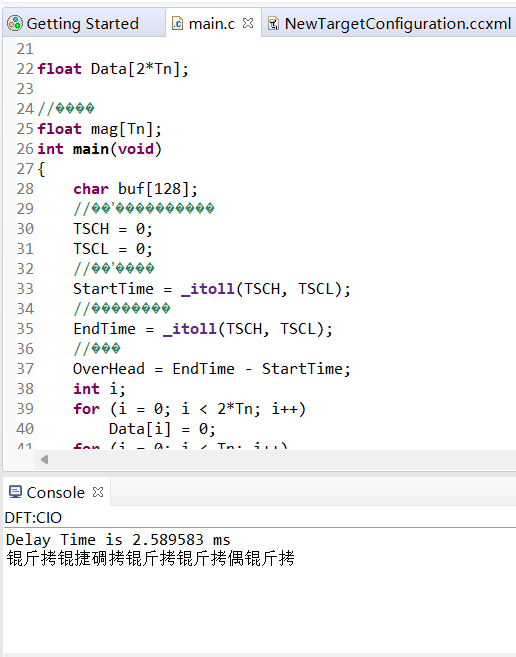 Getting Started
main.c
NewTargetConfiguration.ccxml
21
22 float Data[2*Tn];
23
24 //����
25 float mag[Tn];
26 int main(void)
27 {
28 char buf[128];
29 //��ʼ����������
30 TSCH = 0;
31 TSCL = 0;
32 //��ʼ����
33 StartTime = _itoll(TSCH, TSCL);
34 //��������
35 EndTime = _itoll(TSCH, TSCL);
36 //���
37 OverHead = EndTime - StartTime;
38 int i;
39 for (i = 0; i < 2*Tn; i++)
40 Data[i] = 0;
41 for (i = 0; i < Tn; i++)
Console
DFT:CIO
Delay Time is 2.589583 ms
锟斤拷锟捷碉拷锟斤拷锟斤拷偶锟斤拷